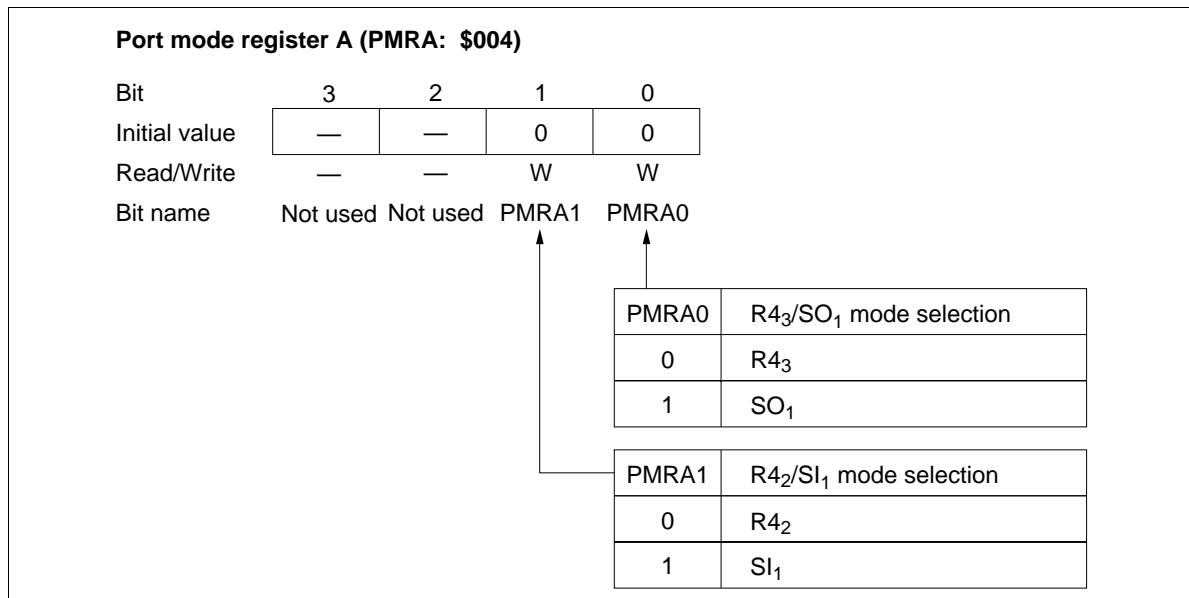 Port mode register A (PMRA: $004)
Bit 3 2 1 0
Initial value — — 0 0
Read/Write — — W W
Bit name Not used Not used PMRA1 PMRA0
PMRA0 R4₃/SO₁ mode selection
0 R4₃
1 SO₁
PMRA1 R4₂/SI₁ mode selection
0 R4₂
1 SI₁